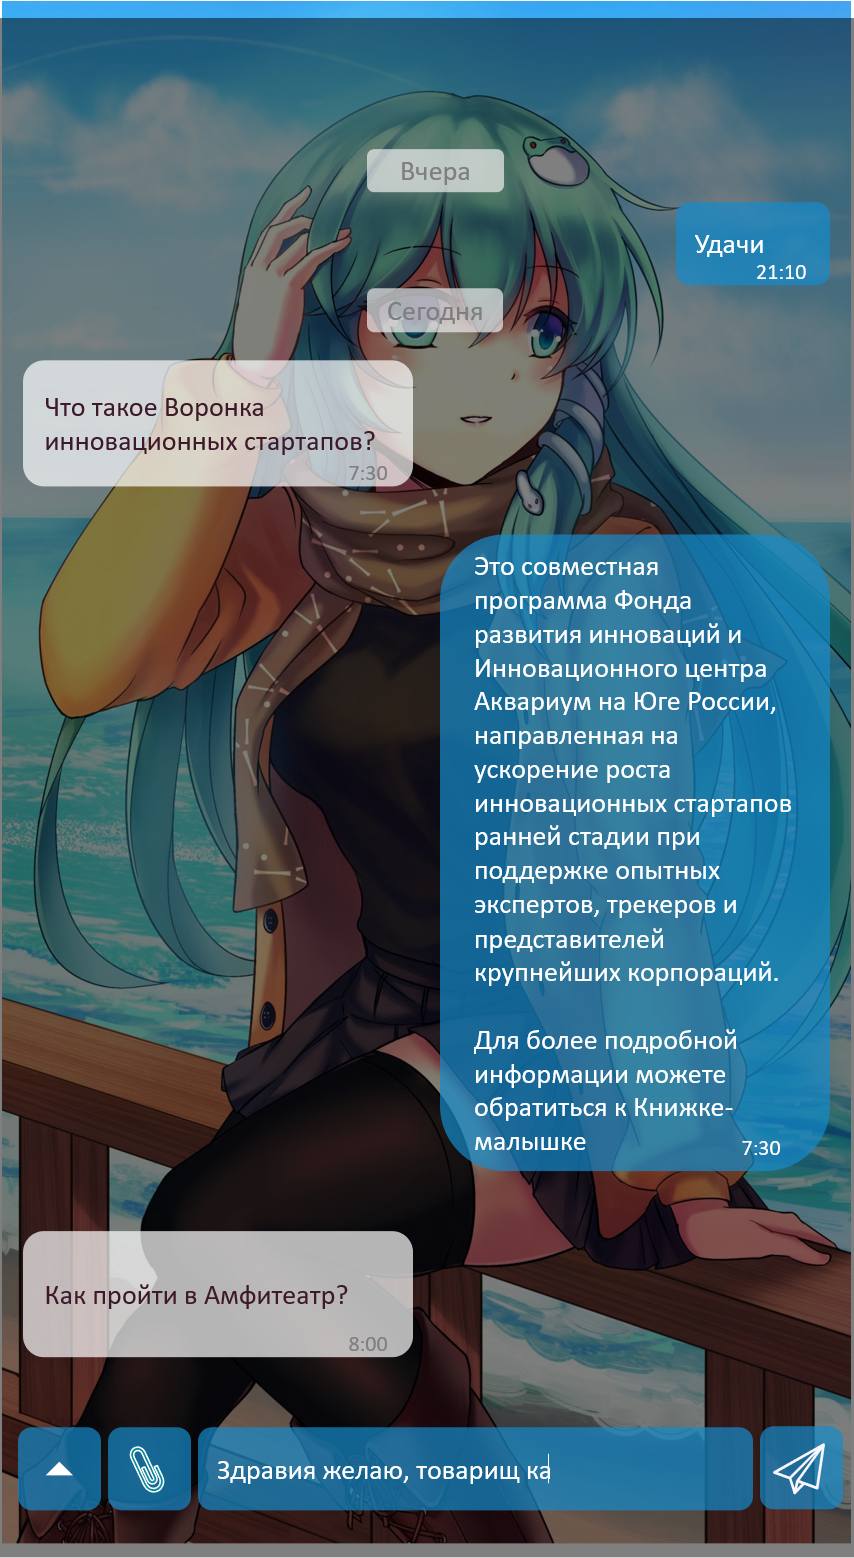 Вчера
Удачи
21:10
Сегодня
Что такое Воронка
инновационных стартапов?
7:30
Это совместная
программа Фонда
развития инноваций и
Инновационного центра
Аквариум на Юге России,
направленная на
ускорение роста
инновационных стартапов
ранней стадии при
поддержке опытных
экспертов, трекеров и
представителей
крупнейших корпораций.
Для более подробной
информации можете
обратиться к Книжке-
малышке
7:30
Как пройти в Амфитеатр?
8:00
Здравия желаю, товарищ ка